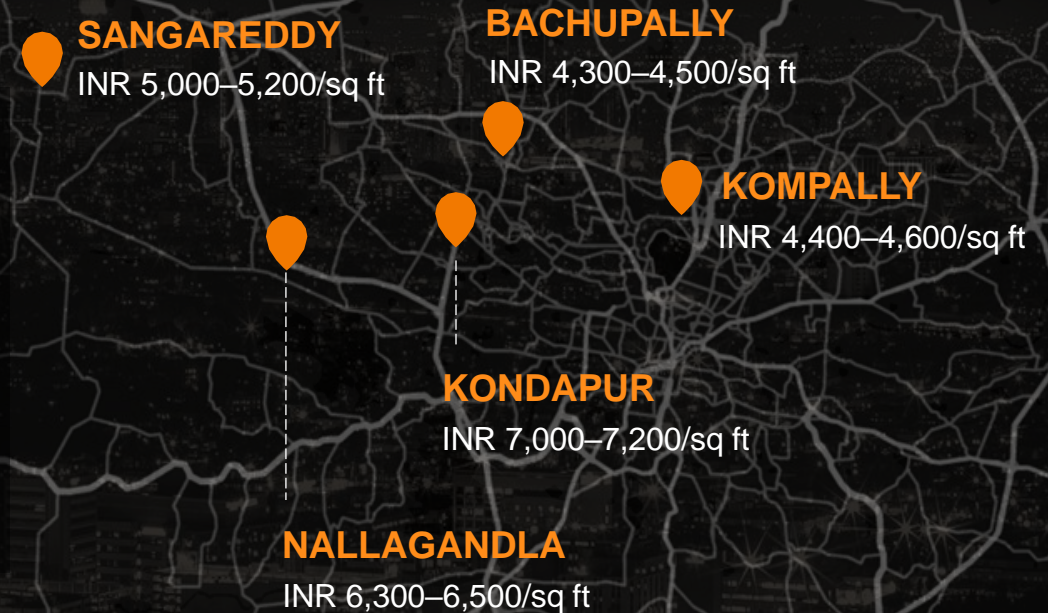 SANGAREDDY
INR 5,000–5,200/sq ft
BACHUPALLY
INR 4,300–4,500/sq ft
KOMPALLY
INR 4,400–4,600/sq ft
KONDAPUR
INR 7,000–7,200/sq ft
NALLAGANDLA
INR 6,300–6,500/sq ft